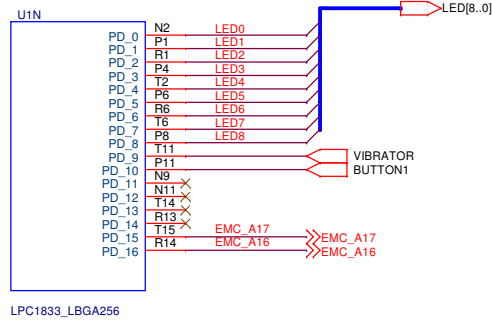 U1N
LED[8..0]
PD_0 N2 LED0
PD_1 P1 LED1
PD_2 R1 LED2
PD_3 P4 LED3
PD_4 T2 LED4
PD_5 P6 LED5
PD_6 R6 LED6
PD_7 T6 LED7
PD_8 P8 LED8
PD_9 T11 VIBRATOR
PD_10 P11 BUTTON1
PD_11 N9
PD_12 N11
PD_13 T14
PD_14 R13
PD_15 T15 EMC_A17 EMC_A17
PD_16 R14 EMC_A16 EMC_A16
LPC1833_LBGA256